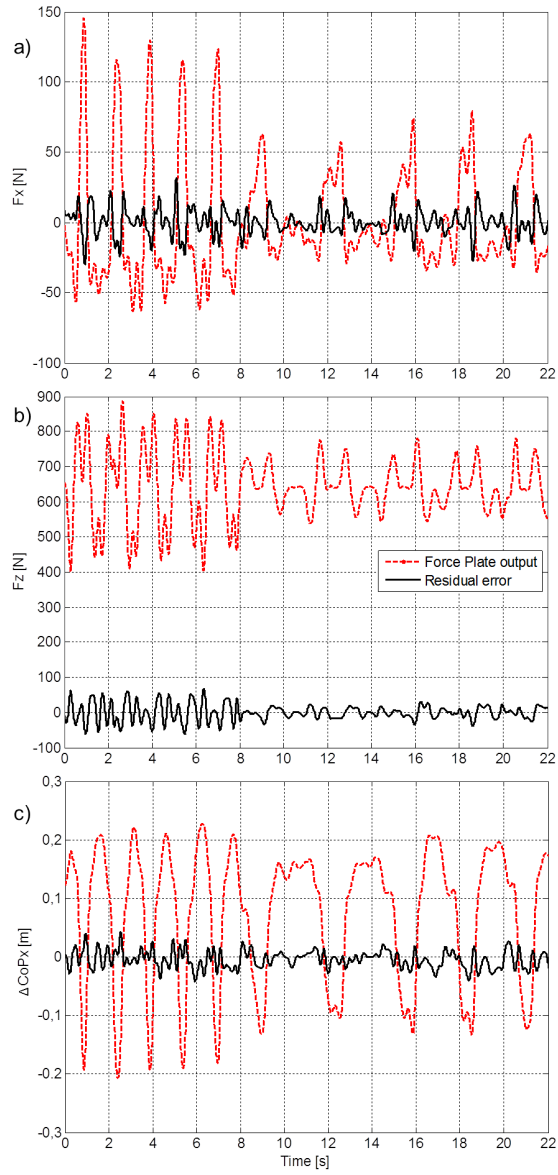 a)
Fx [N]
150
100
50
0
-50
-100
0 2 4 6 8 10 12 14 16 18 20 22
b)
Fz [N]
900
800
700
600
500
400
300
200
100
0
-100
Force Plate output
Residual error
0 2 4 6 8 10 12 14 16 18 20 22
Time [s]
c)
Δ CoPx [m]
0,3
0,2
0,1
0
-0,1
-0,2
-0,3
0 2 4 6 8 10 12 14 16 18 20 22
Time [s]